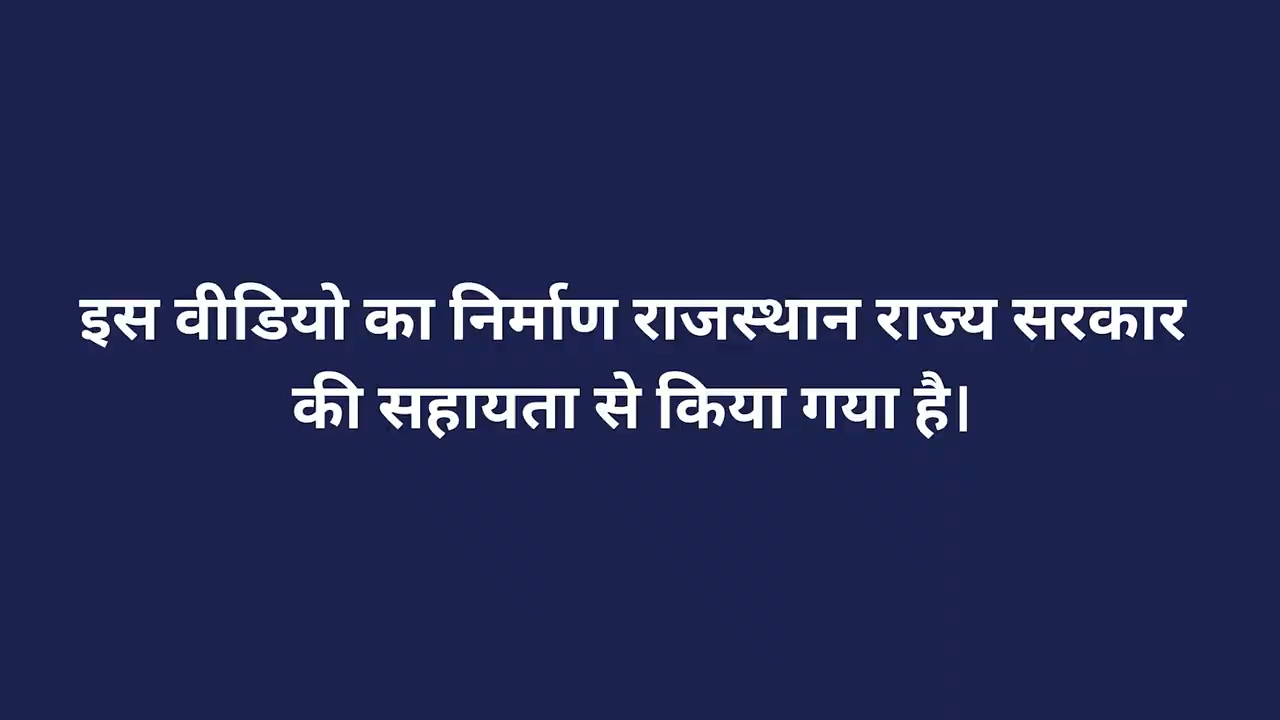 इस वीडियो का निर्माण राजस्थान राज्य सरकार
की सहायता से किया गया है।